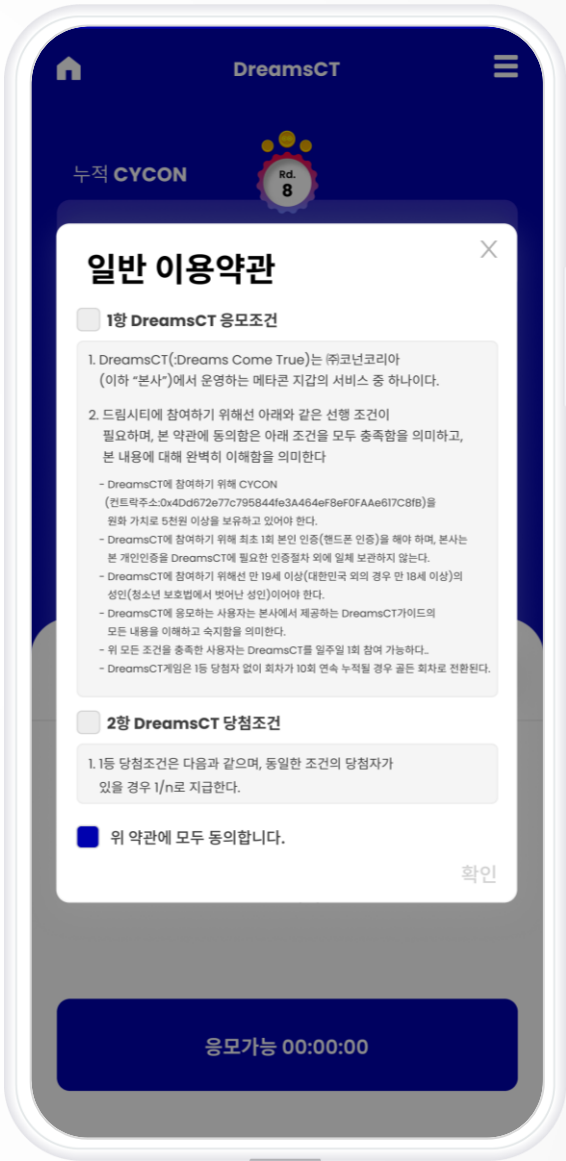 DreamsCT
누적 CYCON
Rd.
8
일반 이용약관
X
1항 DreamsCT 응모조건
1. DreamsCT(:Dreams Come True)는 ㈜코넌코리아
(이하 “본사”)에서 운영하는 메타콘 지갑의 서비스 중 하나이다.
2. 드림시티에 참여하기 위해선 아래와 같은 선행 조건이
필요하며, 본 약관에 동의함은 아래 조건을 모두 충족함을 의미하고,
본 내용에 대해 완벽히 이해함을 의미한다
- DreamsCT에 참여하기 위해 CYCON
(컨트락주소:0x4Dd672e77c795844fe3A464eF8eF0FAAe617C8fB)을
원화 가치로 5천원 이상을 보유하고 있어야 한다.
- DreamsCT에 참여하기 위해 최초 1회 본인 인증(핸드폰 인증)을 해야 하며, 본사는
본 개인인증을 DreamsCT에 필요한 인증절차 외에 일체 보관하지 않는다.
- DreamsCT에 참여하기 위해선 만 19세 이상(대한민국 외의 경우 만 18세 이상)의
성인(청소년 보호법에서 벗어난 성인)이어야 한다.
- DreamsCT에 응모하는 사용자는 본사에서 제공하는 DreamsCT가이드의
모든 내용을 이해하고 숙지함을 의미한다.
- 위 모든 조건을 충족한 사용자는 DreamsCT를 일주일 1회 참여 가능하다..
- DreamsCT게임은 1등 당첨자 없이 회차가 10회 연속 누적될 경우 골든 회차로 전환된다.
2항 DreamsCT 당첨조건
1. 1등 당첨조건은 다음과 같으며, 동일한 조건의 당첨자가
있을 경우 1/n로 지급한다.
위 약관에 모두 동의합니다.
확인
응모가능 00:00:00